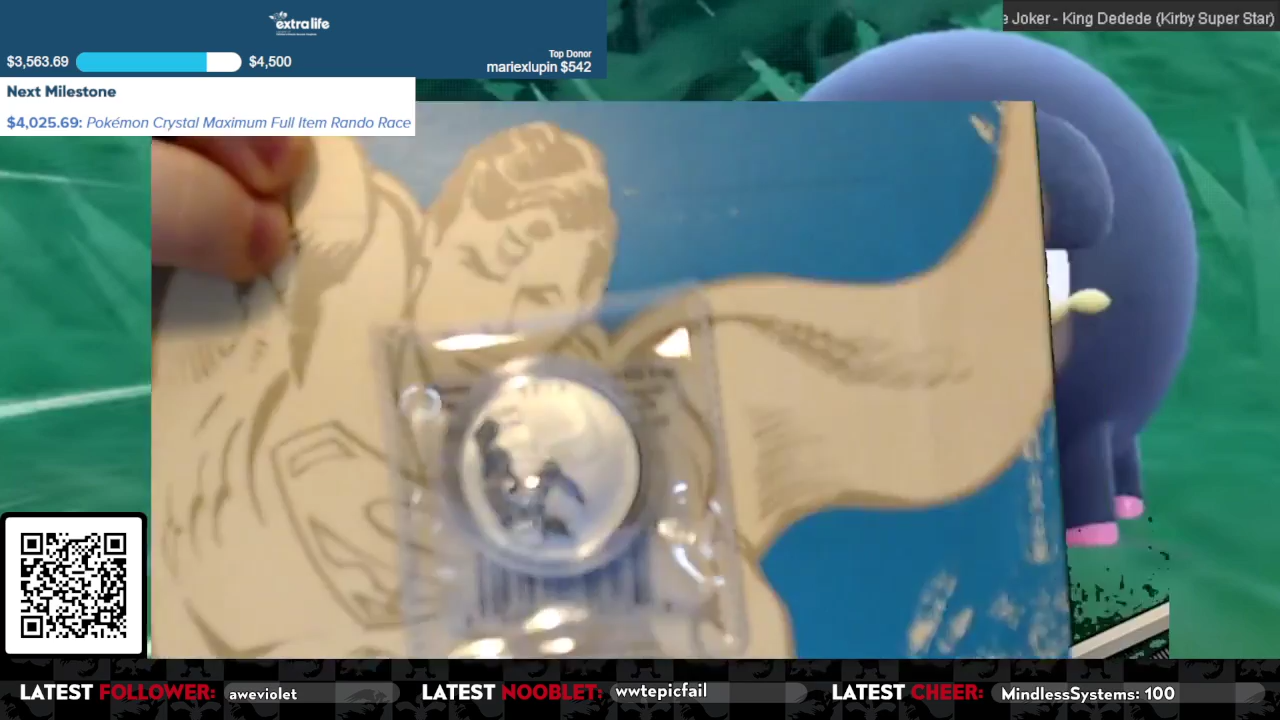 extralife
$3,563.69
$4,500
Top Donor
mariexlupin $542
Next Milestone
$4,025.69: Pokémon Crystal Maximum Full Item Rando Race
e Joker - King Dedede (Kirby Super Star)
LATEST FOLLOWER: aweviolet
LATEST NOOBLET: wwtepicfail
LATEST CHEER: MindlessSystems: 100